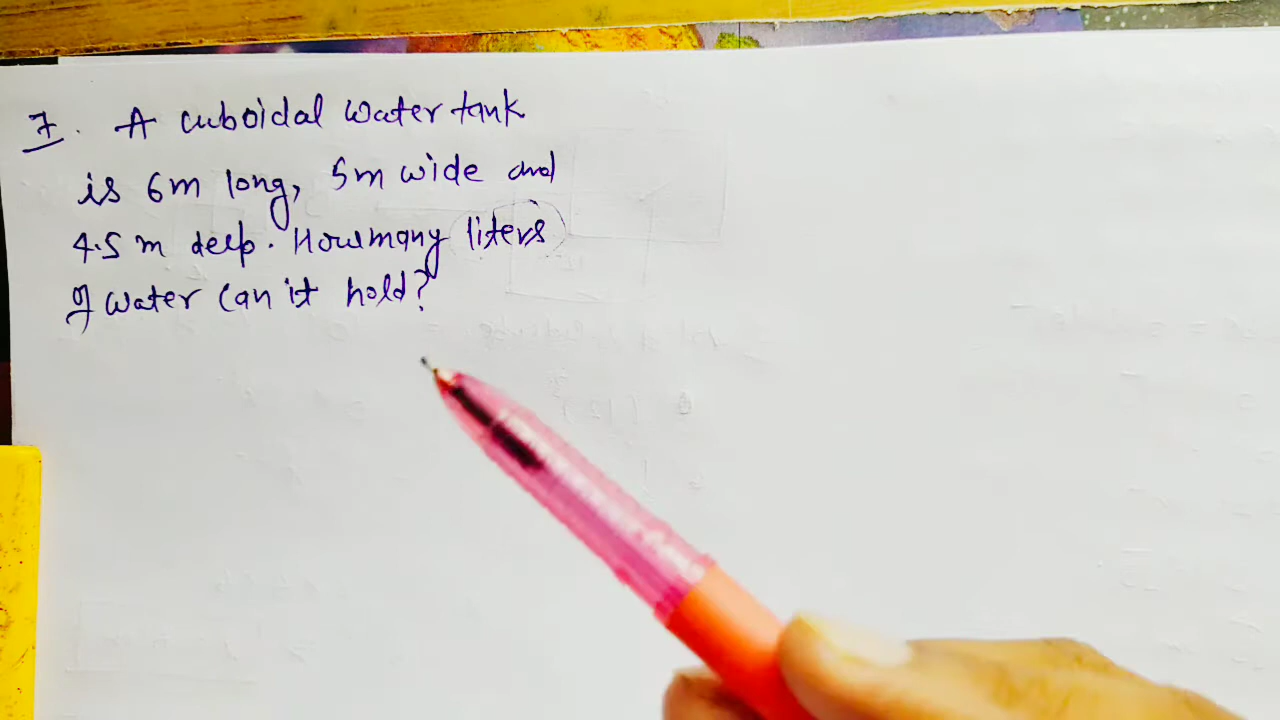 7. A cuboidal water tank
is 6m long, 5m wide and
4.5 m deep. How many liters
of water can it hold?